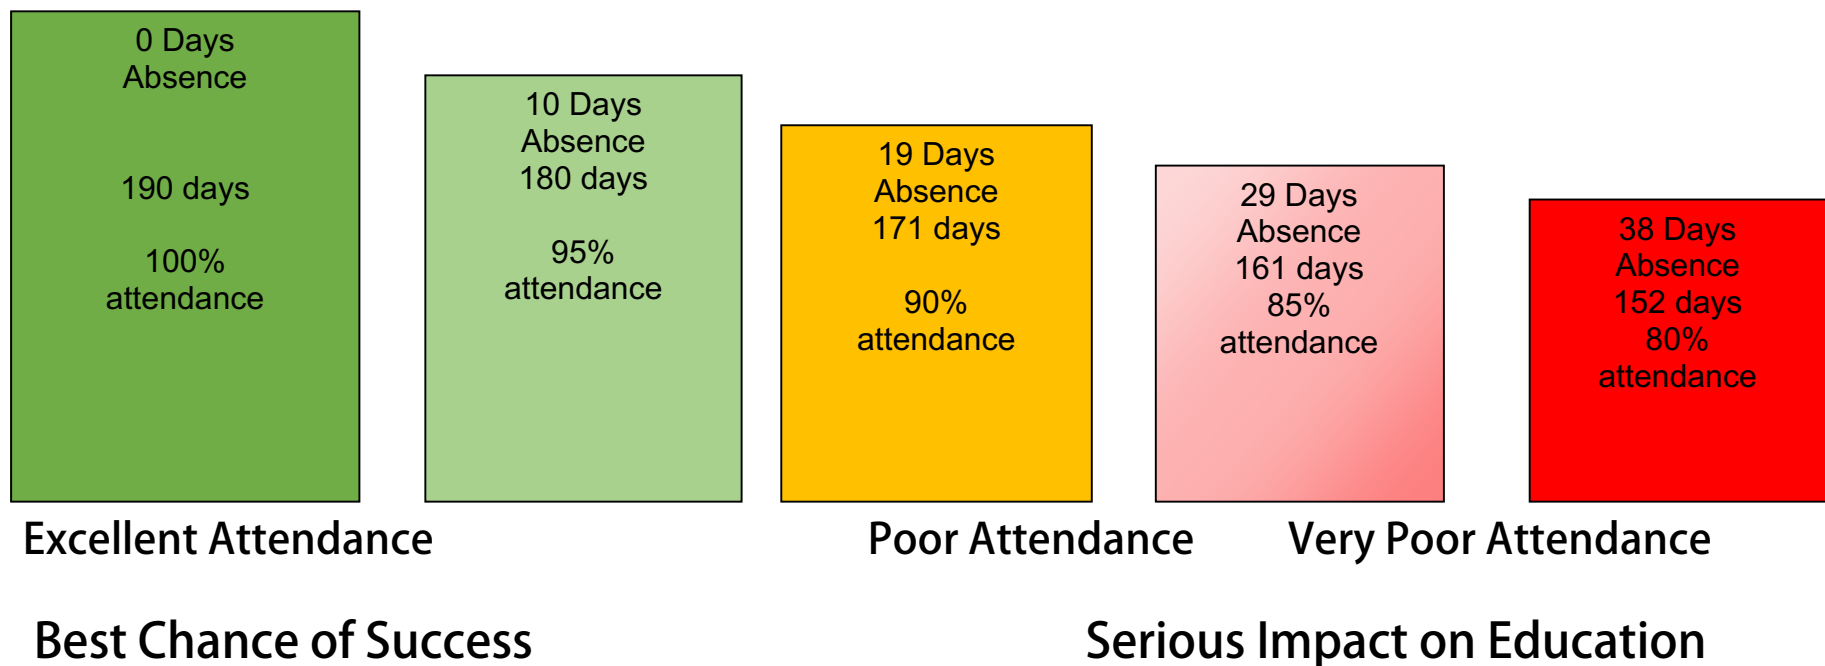 0 Days
Absence
190 days
100%
attendance
10 Days
Absence
180 days
95%
attendance
19 Days
Absence
171 days
90%
attendance
29 Days
Absence
161 days
85%
attendance
38 Days
Absence
152 days
80%
attendance
Excellent Attendance
Poor Attendance
Very Poor Attendance
Best Chance of Success
Serious Impact on Education